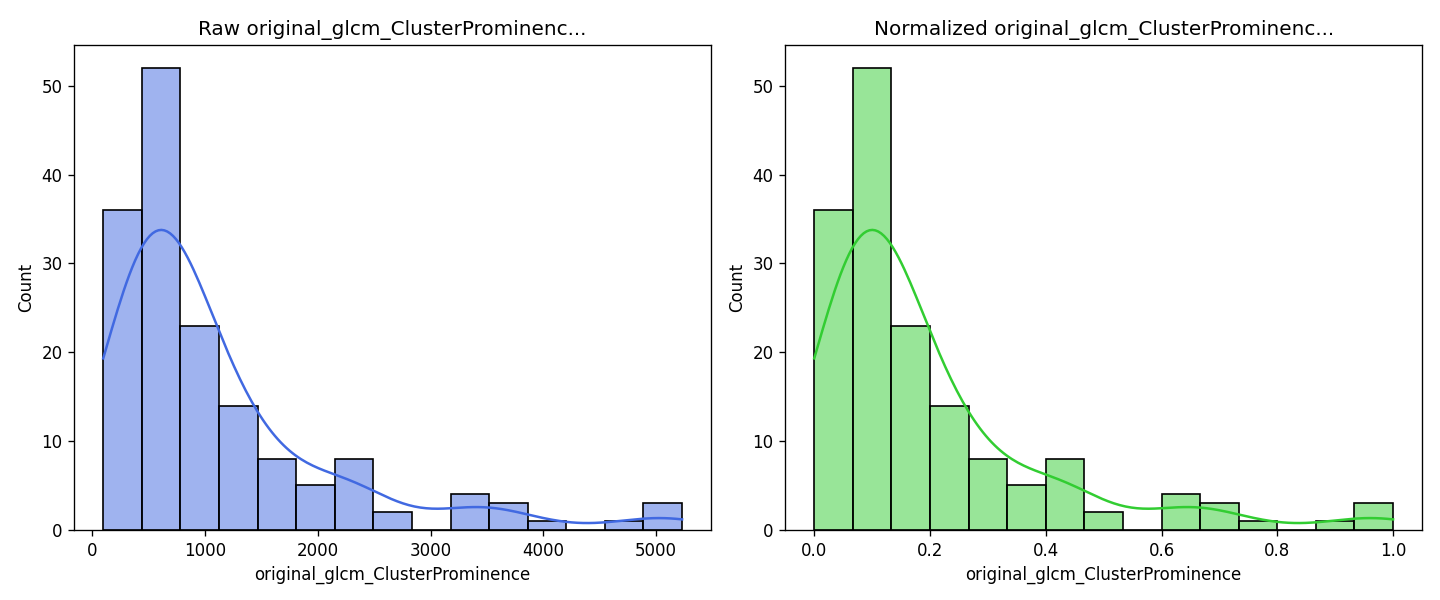 Raw original_glcm_ClusterProminenc...
50
40
30
20
10
0
Count
0 1000 2000 3000 4000 5000
original_glcm_ClusterProminence
Normalized original_glcm_ClusterProminenc...
50
40
30
20
10
0
Count
0.0 0.2 0.4 0.6 0.8 1.0
original_glcm_ClusterProminence